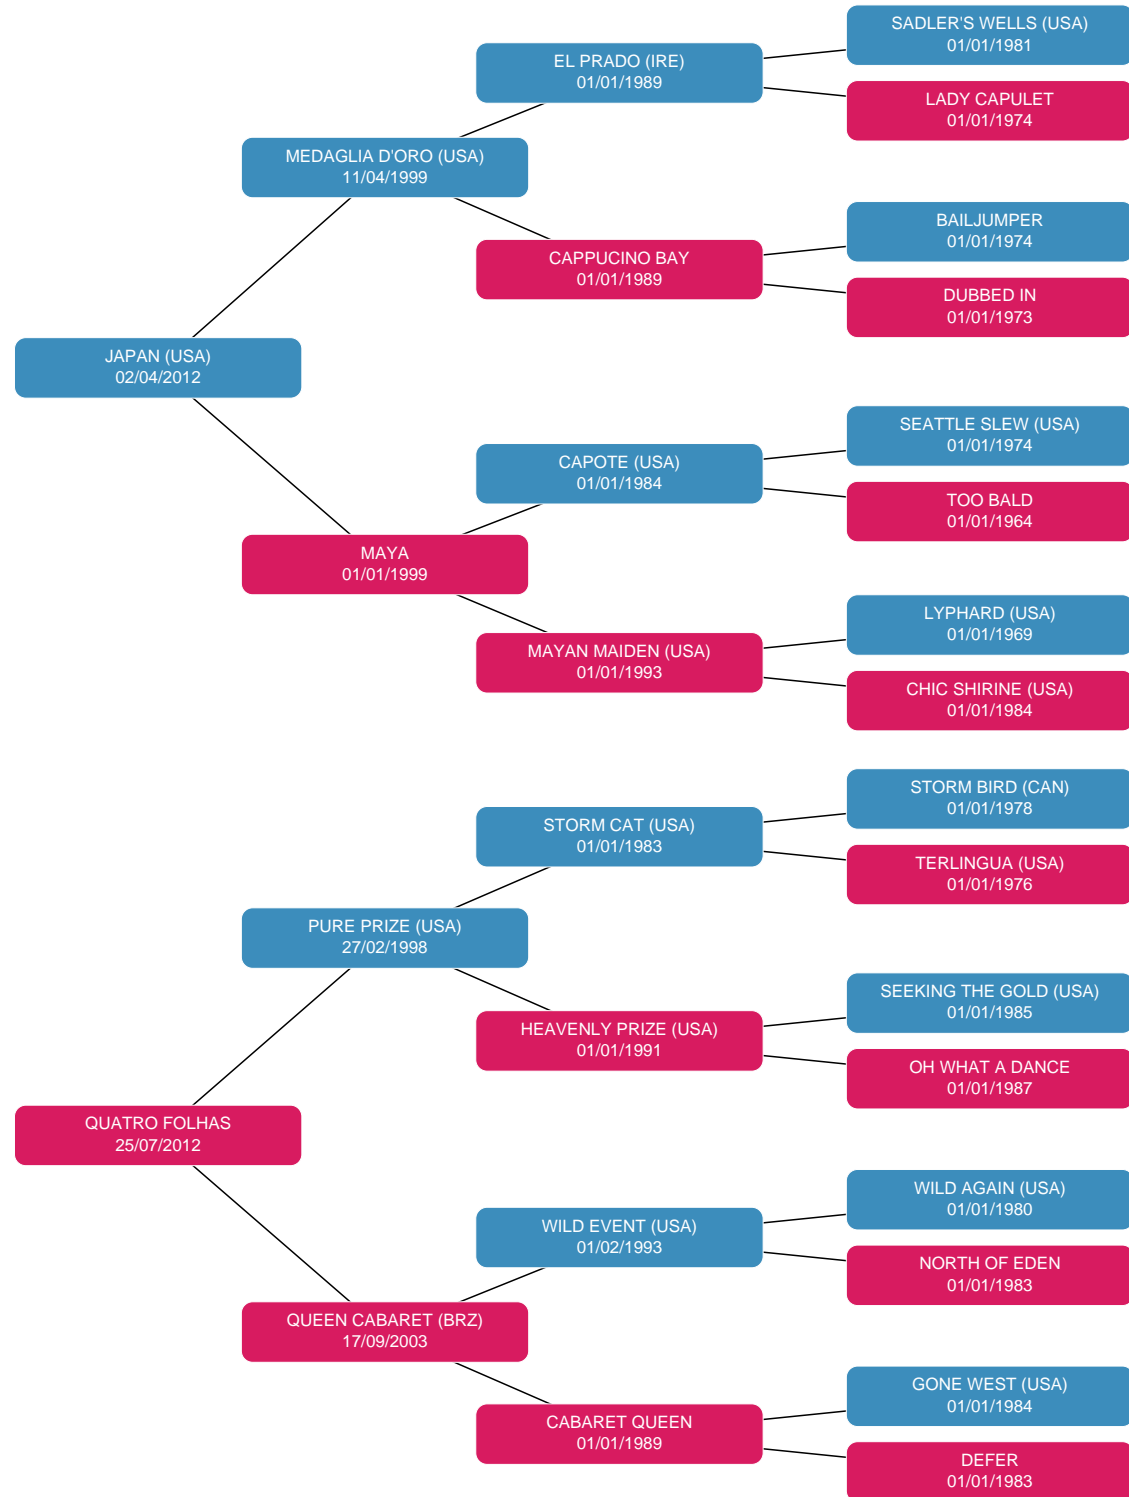 SADLER'S WELLS (USA)
01/01/1981
EL PRADO (IRE)
01/01/1989
LADY CAPULET
01/01/1974
MEDAGLIA D'ORO (USA)
11/04/1999
BAILJUMPER
01/01/1974
CAPPUCINO BAY
01/01/1989
DUBBED IN
01/01/1973
JAPAN (USA)
02/04/2012
SEATTLE SLEW (USA)
01/01/1974
CAPOTE (USA)
01/01/1984
TOO BALD
01/01/1964
MAYA
01/01/1999
LYPHARD (USA)
01/01/1969
MAYAN MAIDEN (USA)
01/01/1993
CHIC SHIRINE (USA)
01/01/1984
STORM BIRD (CAN)
01/01/1978
STORM CAT (USA)
01/01/1983
TERLINGUA (USA)
01/01/1976
PURE PRIZE (USA)
27/02/1998
SEEKING THE GOLD (USA)
01/01/1985
HEAVENLY PRIZE (USA)
01/01/1991
OH WHAT A DANCE
01/01/1987
QUATRO FOLHAS
25/07/2012
WILD AGAIN (USA)
01/01/1980
WILD EVENT (USA)
01/02/1993
NORTH OF EDEN
01/01/1983
QUEEN CABARET (BRZ)
17/09/2003
GONE WEST (USA)
01/01/1984
CABARET QUEEN
01/01/1989
DEFER
01/01/1983